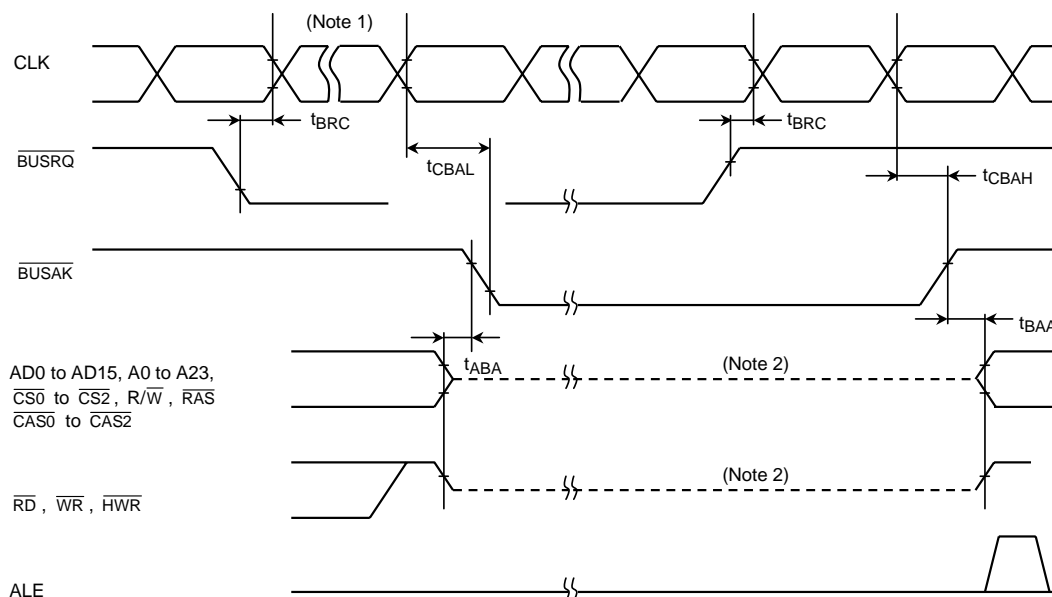 (Note 1)
CLK
tBRC
tBRC
BUSRQ
tCBAL
tCBAH
BUSAK
tBAA
tABA
AD0 to AD15, A0 to A23,
CS0 to CS2 , R/W , RAS
CAS0 to CAS2
(Note 2)
(Note 2)
RD , WR , HWR
ALE